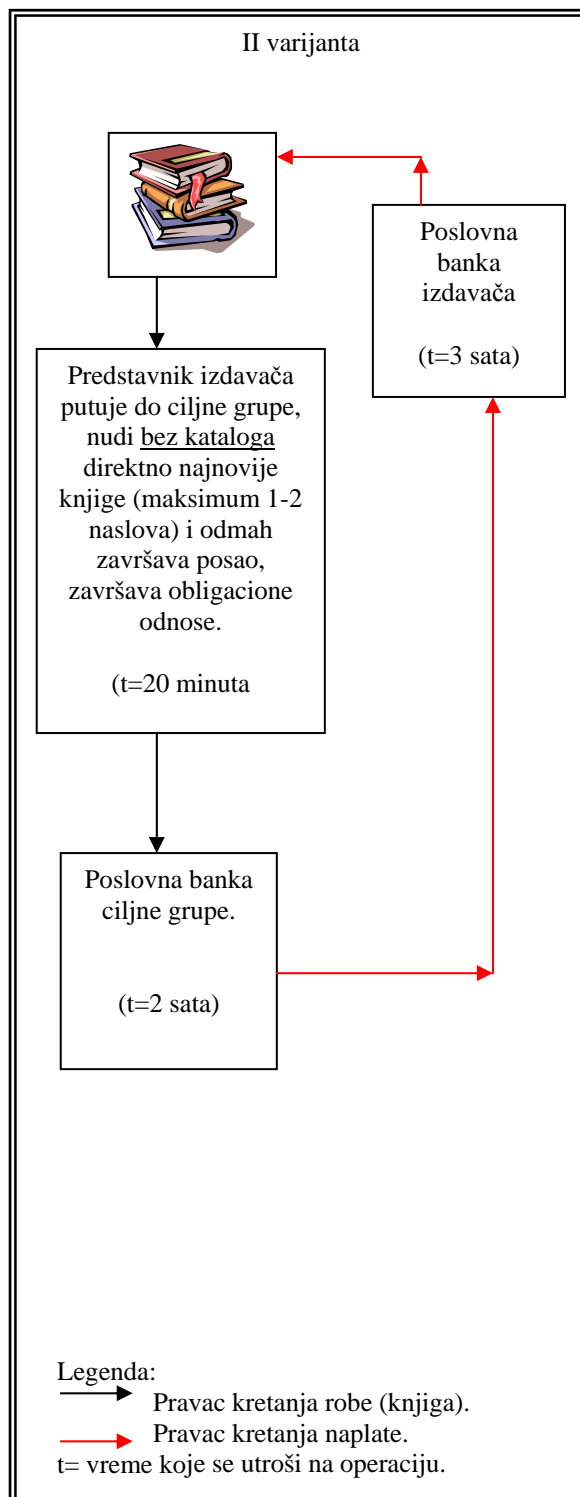 II varijanta
Poslovna
banka
izdavača
(t=3 sata)
Predstavnik izdavača
putuje do ciljne grupe,
nudi bez kataloga
direktno najnovije
knjige (maksimum 1-2
naslova) i odmah
završava posao,
završava obligacione
odnose.
(t=20 minuta
Poslovna banka
ciljne grupe.
(t=2 sata)
Legenda:
Pravac kretanja robe (knjiga).
Pravac kretanja naplate.
t= vreme koje se utroši na operaciju.